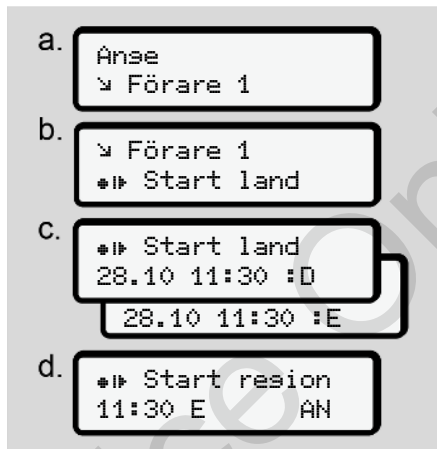 a.
Ange
Förare 1
b.
Förare 1
Start land
c.
Start land
28.10 11:30 :D
28.10 11:30 :E
d.
Start region
11:30 E AN